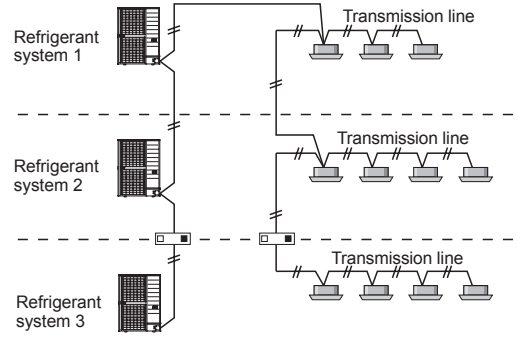 Transmission line
Refrigerant
system 1
Transmission line
Refrigerant
system 2
Transmission line
Refrigerant
system 3